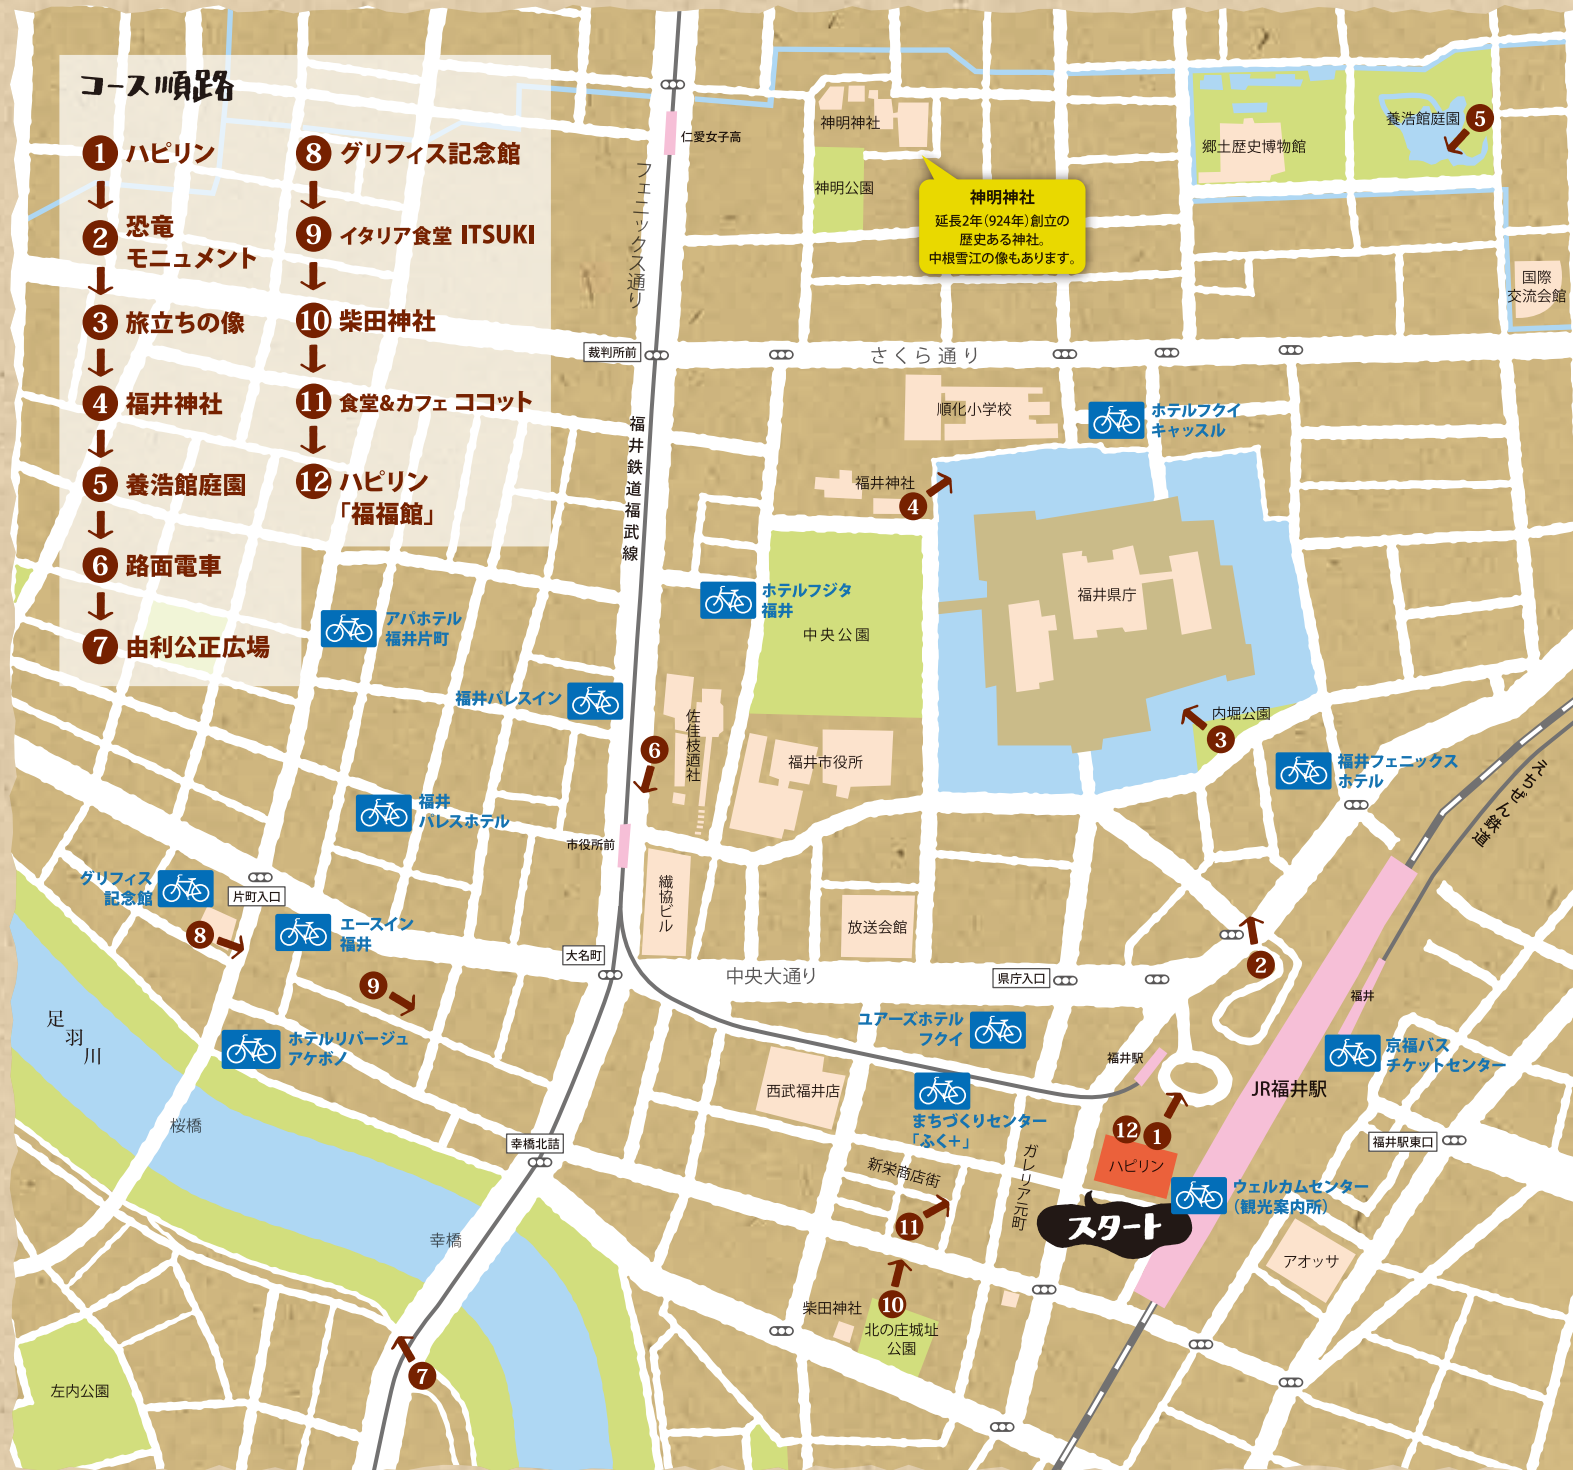 コース順路
1 ハピリン
2 恐竜
モニュメント
3 旅立ちの像
4 福井神社
5 養浩館庭園
6 路面電車
7 由利公正広場
8 グリフィス記念館
9 イタリア食堂 ITSUKI
10 柴田神社
11 食堂&カフェ ココット
12 ハピリン
「福福館」
仁愛女子高
フェニックス通り
神明神社
神明公園
神明神社
延長2年(924年)創立の
歴史ある神社。
中根雪江の像もあります。
郷土歴史博物館
養浩館庭園
5
国際
交流会館
裁判所前
さくら通り
順化小学校
ホテルフクイ
キャッスル
福井鉄道福武線
福井神社
4
福井県庁
ホテルフジタ
福井
中央公園
アパホテル
福井片町
福井パレスイン
佐佳枝廼社
6
福井市役所
内堀公園
3
福井フェニックス
ホテル
えちぜん鉄道
福井
パレスホテル
市役所前
繊協ビル
放送会館
グリフィス
記念館
片町入口
8
エースイン
福井
大名町
中央大通り
県庁入口
2
9
福井
足羽川
ホテルリバージュ
アケボノ
ユアーズホテル
フクイ
福井駅
京福バス
チケットセンター
JR福井駅
西武福井店
まちづくりセンター
「ふく+」
12
1
ハピリン
福井駅東口
桜橋
幸橋北詰
新栄商店街
ガレリア元町
ウェルカムセンター
(観光案内所)
スタート
11
幸橋
アオッサ
10
柴田神社
北の庄城址
公園
7
左内公園